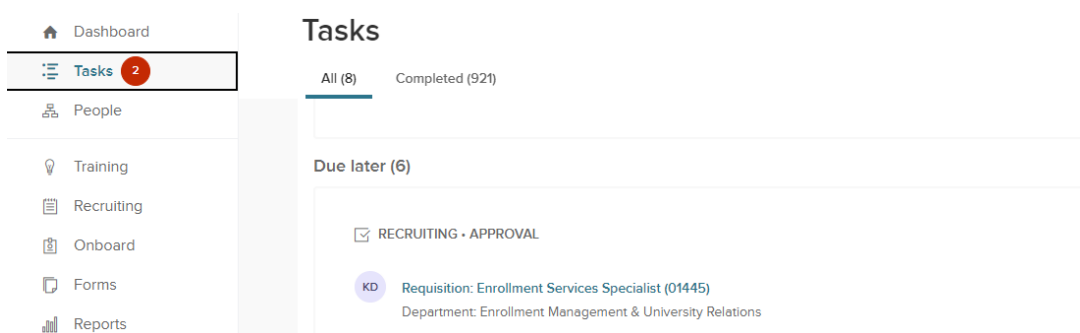 Dashboard
Tasks 2
People
Training
Recruiting
Onboard
Forms
Reports
Tasks
All (8) Completed (921)
Due later (6)
RECRUITING • APPROVAL
KD Requisition: Enrollment Services Specialist (01445)
Department: Enrollment Management & University Relations